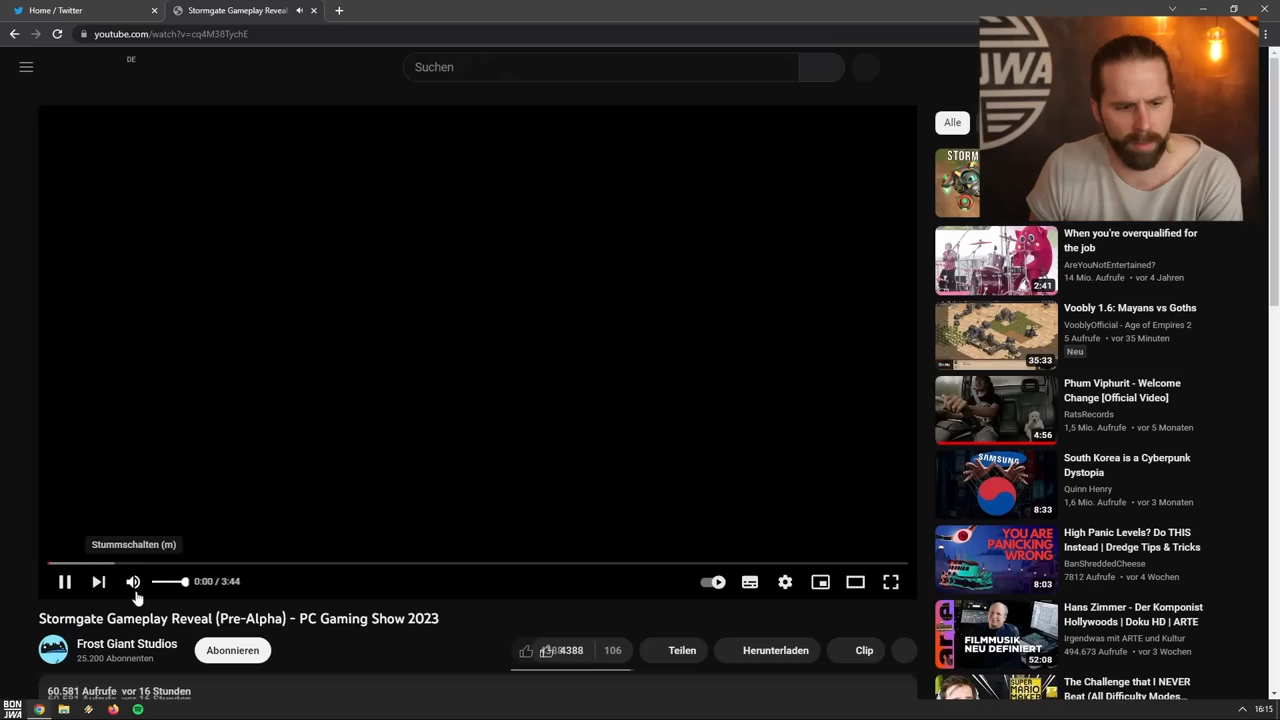 Home / Twitter
Stormgate Gameplay Reveal
youtube.com/watch?v=cq4M38TychE
DE
Suchen
JWA
Alle
STORM
When you're overqualified for
the job
AreYouNotEntertained?
14 Mio. Aufrufe • vor 4 Jahren
2:41
Voobly 1.6: Mayans vs Goths
VooblyOfficial - Age of Empires 2
5 Aufrufe • vor 35 Minuten
Neu
35:33
Phum Viphurit - Welcome
Change [Official Video]
RatsRecords
1,5 Mio. Aufrufe • vor 5 Monaten
4:56
SAMSUNG
South Korea is a Cyberpunk
Dystopia
Quinn Henry
1,6 Mio. Aufrufe • vor 3 Monaten
8:33
YOU ARE
PANICKING
WRONG
High Panic Levels? Do THIS
Instead | Dredge Tips & Tricks
BanShreddedCheese
7812 Aufrufe • vor 4 Wochen
8:03
Hans Zimmer - Der Komponist
Hollywoods | Doku HD | ARTE
Irgendwas mit ARTE und Kultur
494.673 Aufrufe • vor 3 Wochen
arte
FILMMUSIK
NEU DEFINIERT
52:08
SUPER
MARIO
The Challenge that I NEVER
Beat (All Difficulty Modes...
Stummschalten (m)
0:00 / 3:44
Stormgate Gameplay Reveal (Pre-Alpha) - PC Gaming Show 2023
Frost Giant Studios
25.200 Abonnenten
Abonnieren
4388
106
Teilen
Herunterladen
Clip
60.581 Aufrufe vor 16 Stunden
BON
JWA
16:15